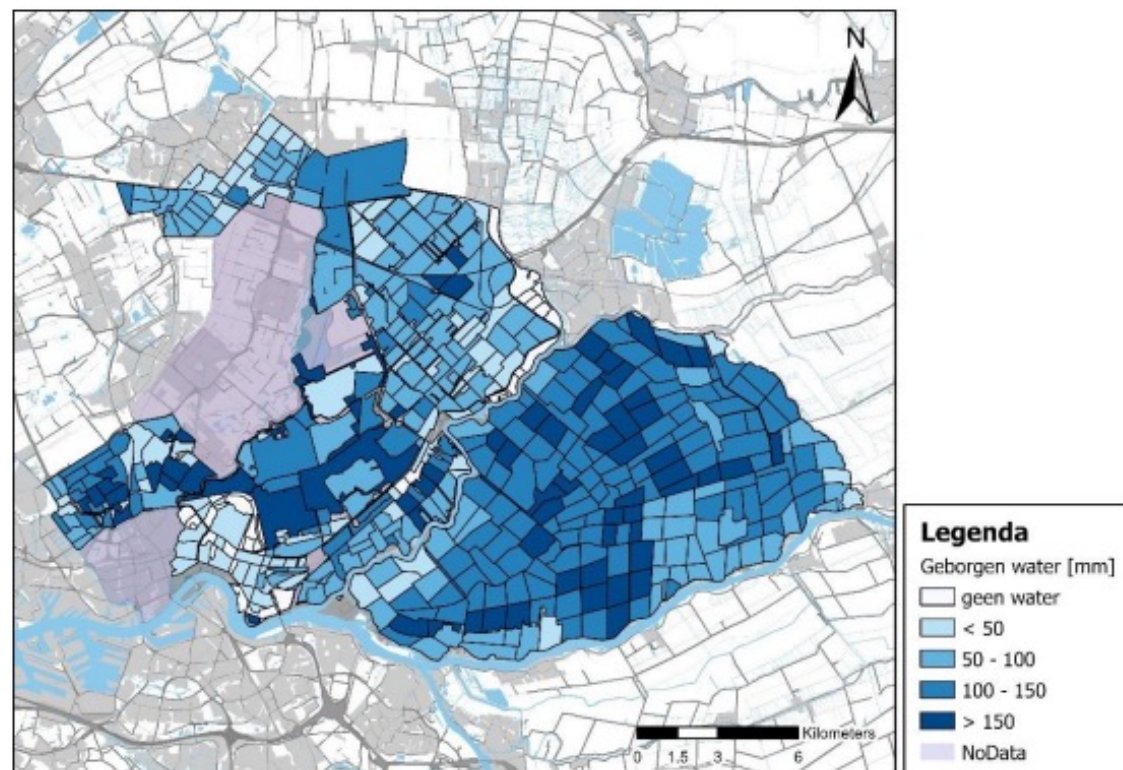 N
Kilometers
0 1.5 3 6
Legenda
Geborgen water [mm]
geen water
< 50
50 - 100
100 - 150
> 150
NoData